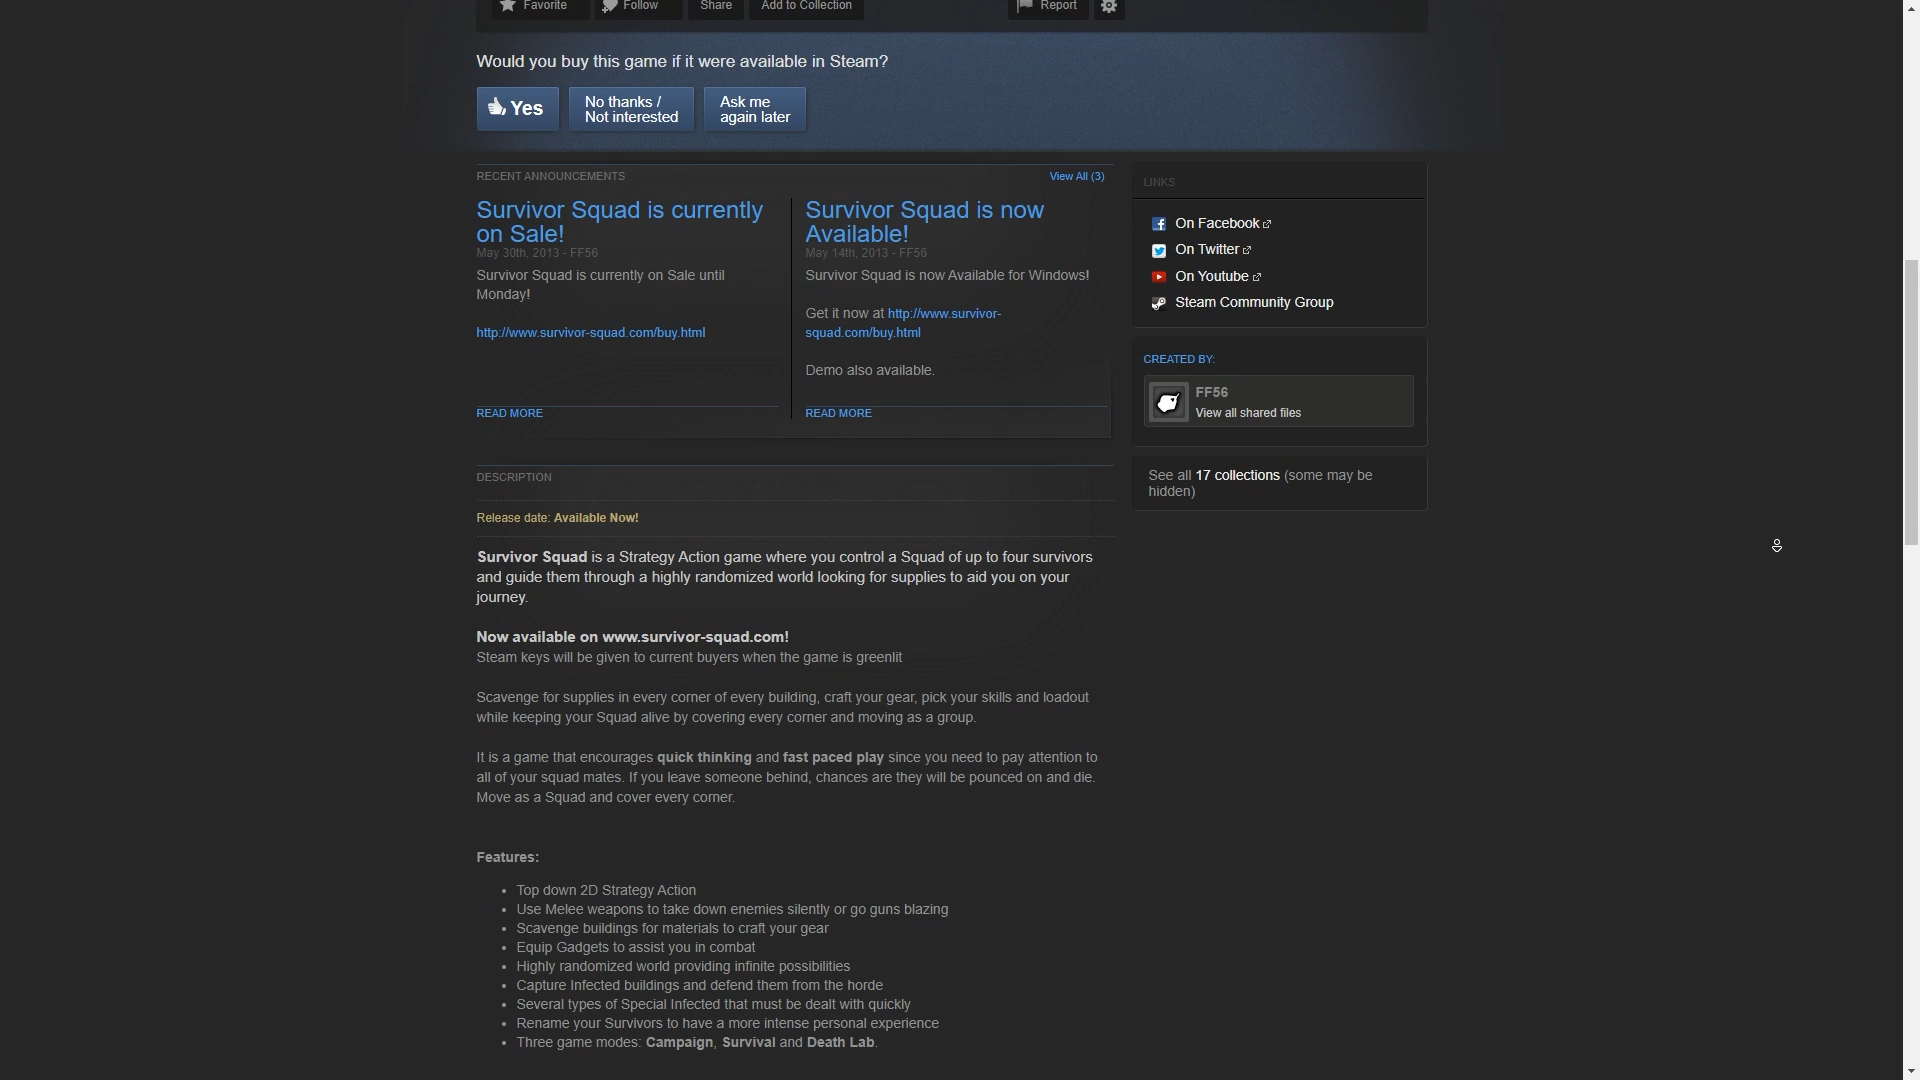 Favorite
Follow
Share
Add to Collection
Report
Would you buy this game if it were available in Steam?
Yes
No thanks /
Not interested
Ask me
again later
RECENT ANNOUNCEMENTS
View All (3)
Survivor Squad is currently
on Sale!
May 30th, 2013 - FF56
Survivor Squad is currently on Sale until
Monday!
http://www.survivor-squad.com/buy.html
READ MORE
Survivor Squad is now
Available!
May 14th, 2013 - FF56
Survivor Squad is now Available for Windows!
Get it now at http://www.survivor-
squad.com/buy.html
Demo also available.
READ MORE
LINKS
On Facebook
On Twitter
On Youtube
Steam Community Group
CREATED BY:
FF56
View all shared files
See all 17 collections (some may be
hidden)
DESCRIPTION
Release date: Available Now!
Survivor Squad is a Strategy Action game where you control a Squad of up to four survivors
and guide them through a highly randomized world looking for supplies to aid you on your
journey.
Now available on www.survivor-squad.com!
Steam keys will be given to current buyers when the game is greenlit
Scavenge for supplies in every corner of every building, craft your gear, pick your skills and loadout
while keeping your Squad alive by covering every corner and moving as a group.
It is a game that encourages quick thinking and fast paced play since you need to pay attention to
all of your squad mates. If you leave someone behind, chances are they will be pounced on and die.
Move as a Squad and cover every corner.
Features:
• Top down 2D Strategy Action
• Use Melee weapons to take down enemies silently or go guns blazing
• Scavenge buildings for materials to craft your gear
• Equip Gadgets to assist you in combat
• Highly randomized world providing infinite possibilities
• Capture Infected buildings and defend them from the horde
• Several types of Special Infected that must be dealt with quickly
• Rename your Survivors to have a more intense personal experience
• Three game modes: Campaign, Survival and Death Lab.